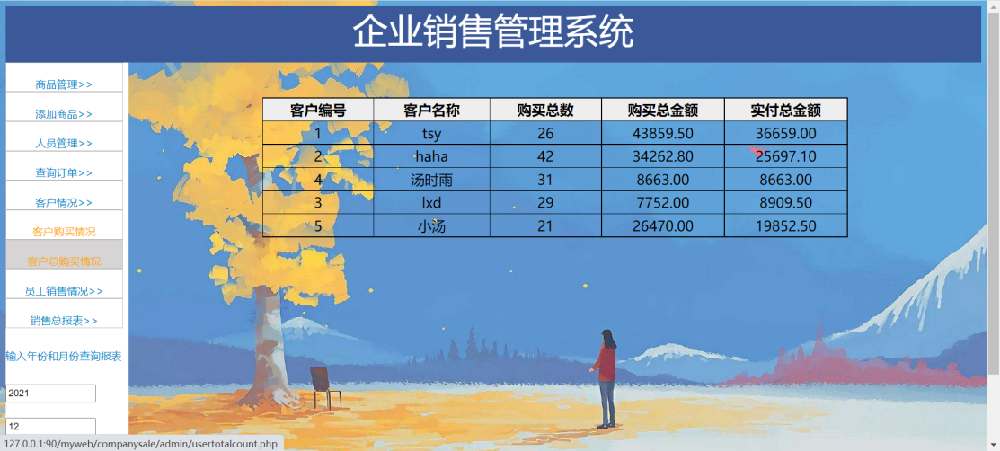 企业销售管理系统
商品管理>>
添加商品>>
人员管理>>
查询订单>>
客户情况>>
客户购买情况
客户总购买情况
员工销售情况>>
销售总报表>>
输入年份和月份查询报表
2021
12
客户编号 客户名称 购买总数 购买总金额 实付总金额
1 tsy 26 43859.50 36659.00
2 haha 42 34262.80 25697.10
4 汤时雨 31 8663.00 8663.00
3 lxd 29 7752.00 8909.50
5 小汤 21 26470.00 19852.50
127.0.0.1:90/myweb/companysale/admin/usertotalcount.php